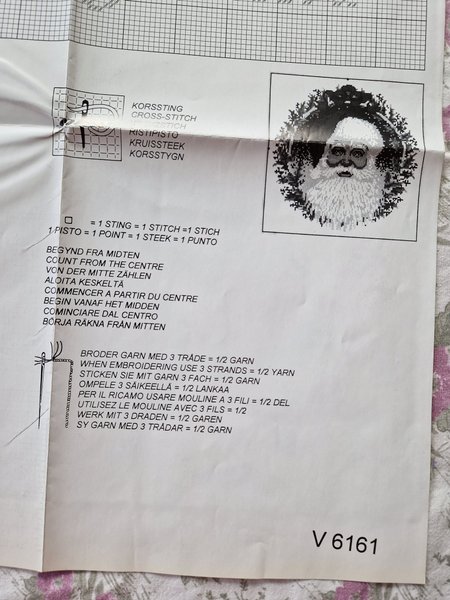 KORSSTING
CROSS-STITCH
RISTIPISTO
KRUISSTEEK
KORSSTYGN
= 1 STING = 1 STITCH =1 STICH
1 PISTO = 1 POINT = 1 STEEK = 1 PUNTO
BEGYND FRA MIDTEN
COUNT FROM THE CENTRE
VON DER MITTE ZÄHLEN
ALOITA KESKELTÄ
COMMENCER A PARTIR DU CENTRE
BEGIN VANAF HET MIDDEN
COMINCIARE DAL CENTRO
BÖRJA RÄKNA FRÅN MITTEN
BRODER GARN MED 3 TRÅDE = 1/2 GARN
WHEN EMBROIDERING USE 3 STRANDS = 1/2 YARN
STICKEN SIE MIT GARN 3 FACH = 1/2 GARN
OMPELE 3 SÄIKEELLÄ = 1/2 LANKAA
PER IL RICAMO USARE MOULINE A 3 FILI = 1/2 DEL
UTILISEZ LE MOULINE AVEC 3 FILS = 1/2
WERK MIT 3 DRADEN = 1/2 GAREN
SY GARN MED 3 TRÅDAR = 1/2 GARN
V 6161